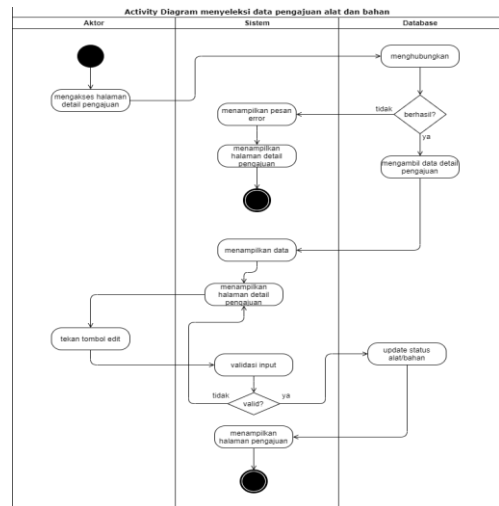 Activity Diagram menyeleksi data pengajuan alat dan bahan
Aktor
Sistem
Database
menghubungkan
mengakses halaman
detail pengajuan
menampilkan pesan
error
tidak
berhasil?
ya
menampilkan
halaman detail
pengajuan
mengambil data detail
pengajuan
menampilkan data
menampilkan
halaman detail
pengajuan
tekan tombol edit
validasi input
update status
alat/bahan
tidak
valid?
ya
menampilkan
halaman pengajuan